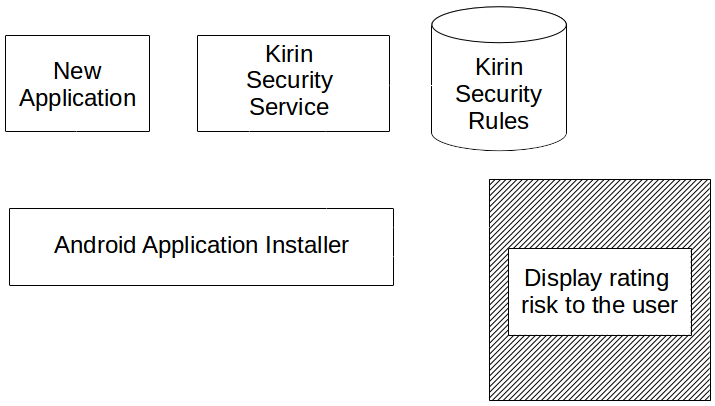 New
Application
Kirin
Security
Service
Kirin
Security
Rules
Android Application Installer
Display rating
risk to the user